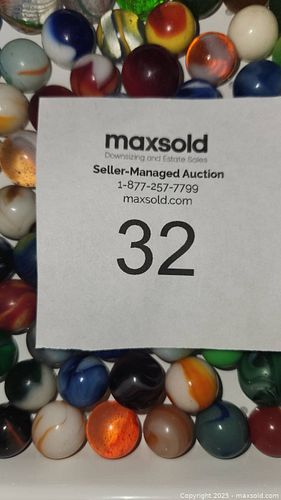 maxsold
Downsizing and Estate Sales
Seller-Managed Auction
1-877-257-7799
maxsold.com
32
Copyright 2023 - maxsold.com